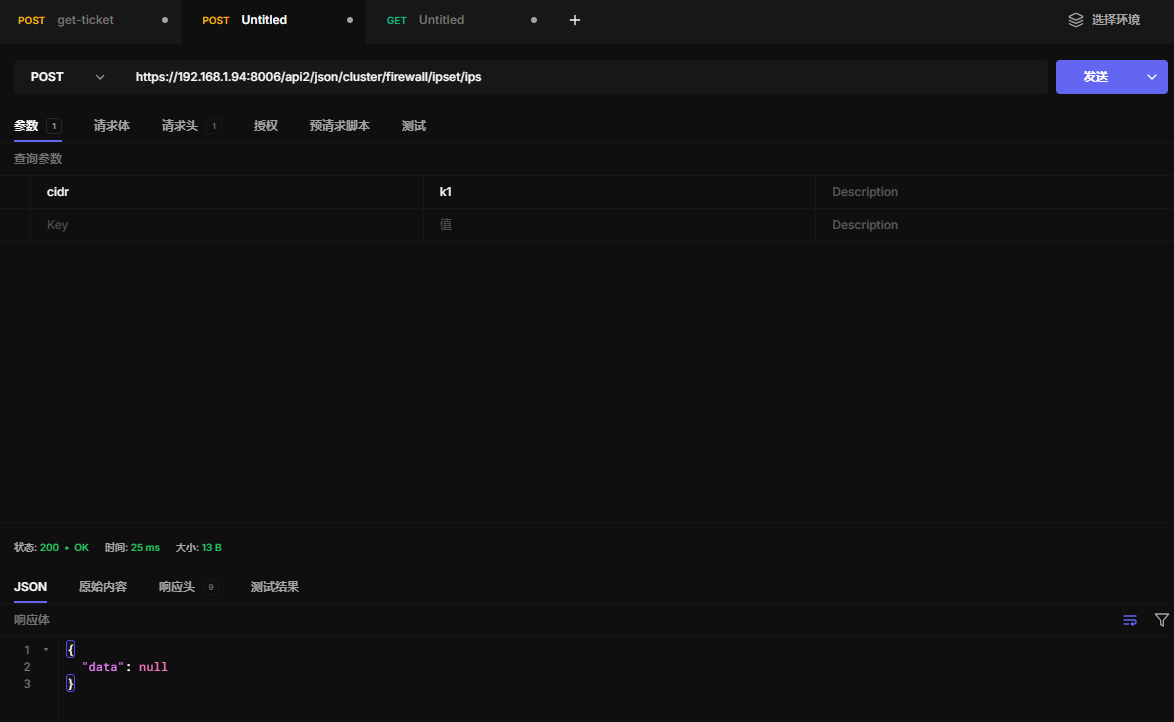 POST get-ticket POST Untitled GET Untitled + 选择环境
POST https://192.168.1.94:8006/api2/json/cluster/firewall/ipset/ips 发送
参数 1 请求体 请求头 1 授权 预请求脚本 测试
查询参数
cidr k1 Description
Key 值 Description
状态: 200 • OK 时间: 25 ms 大小: 13 B
JSON 原始内容 响应头 9 测试结果
响应体
1 {
2 "data": null
3 }